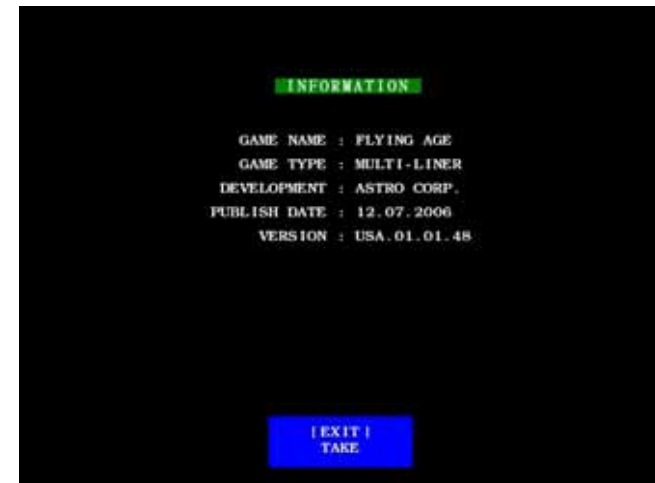 INFORMATION
GAME NAME : FLYING AGE
GAME TYPE : MULTI-LINER
DEVELOPMENT : ASTRO CORP.
PUBLISH DATE : 12.07.2006
VERSION : USA.01.01.48
[EXIT]
TAKE